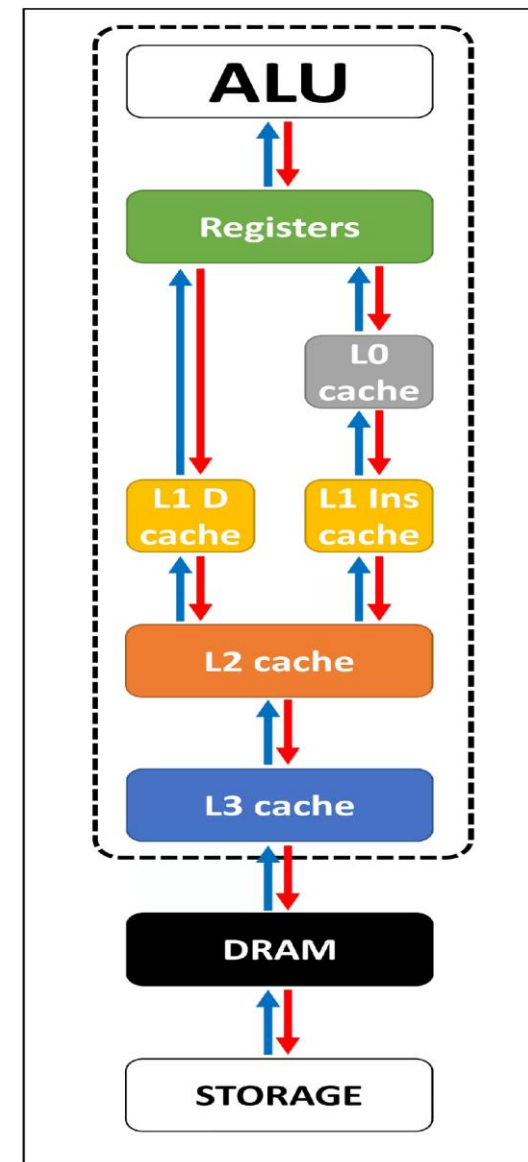 ALU
Registers
L0
cache
L1 D
cache
L1 Ins
cache
L2 cache
L3 cache
DRAM
STORAGE